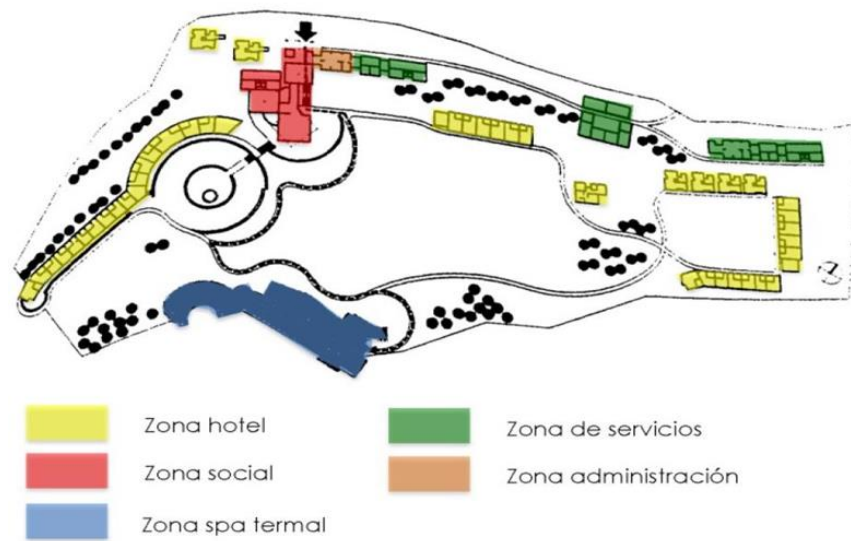 Zona hotel
Zona de servicios
Zona social
Zona administración
Zona spa termal